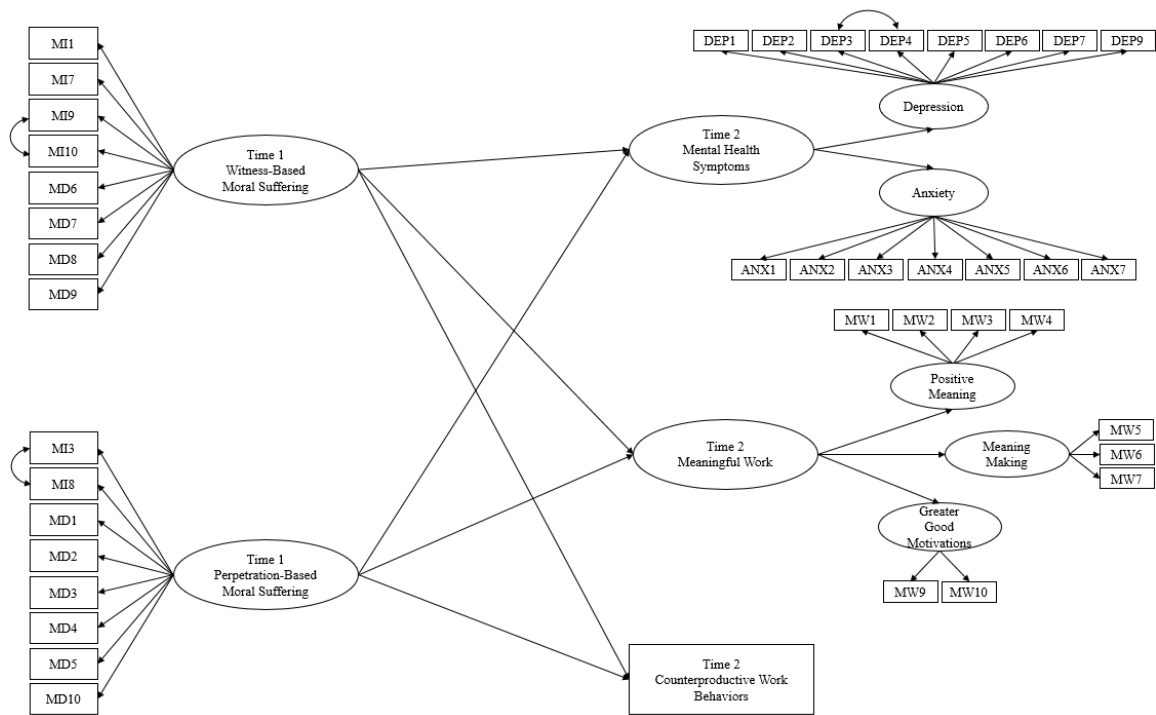 MI1
MI7
MI9
MI10
MD6
MD7
MD8
MD9
Time 1
Witness-Based
Moral Suffering
MI3
MI8
MD1
MD2
MD3
MD4
MD5
MD10
Time 1
Perpetration-Based
Moral Suffering
Time 2
Mental Health
Symptoms
DEP1 DEP2 DEP3 DEP4 DEP5 DEP6 DEP7 DEP9
Depression
Anxiety
ANX1 ANX2 ANX3 ANX4 ANX5 ANX6 ANX7
Time 2
Meaningful Work
MW1 MW2 MW3 MW4
Positive
Meaning
Meaning
Making
MW5
MW6
MW7
Greater
Good
Motivations
MW9 MW10
Time 2
Counterproductive Work
Behaviors